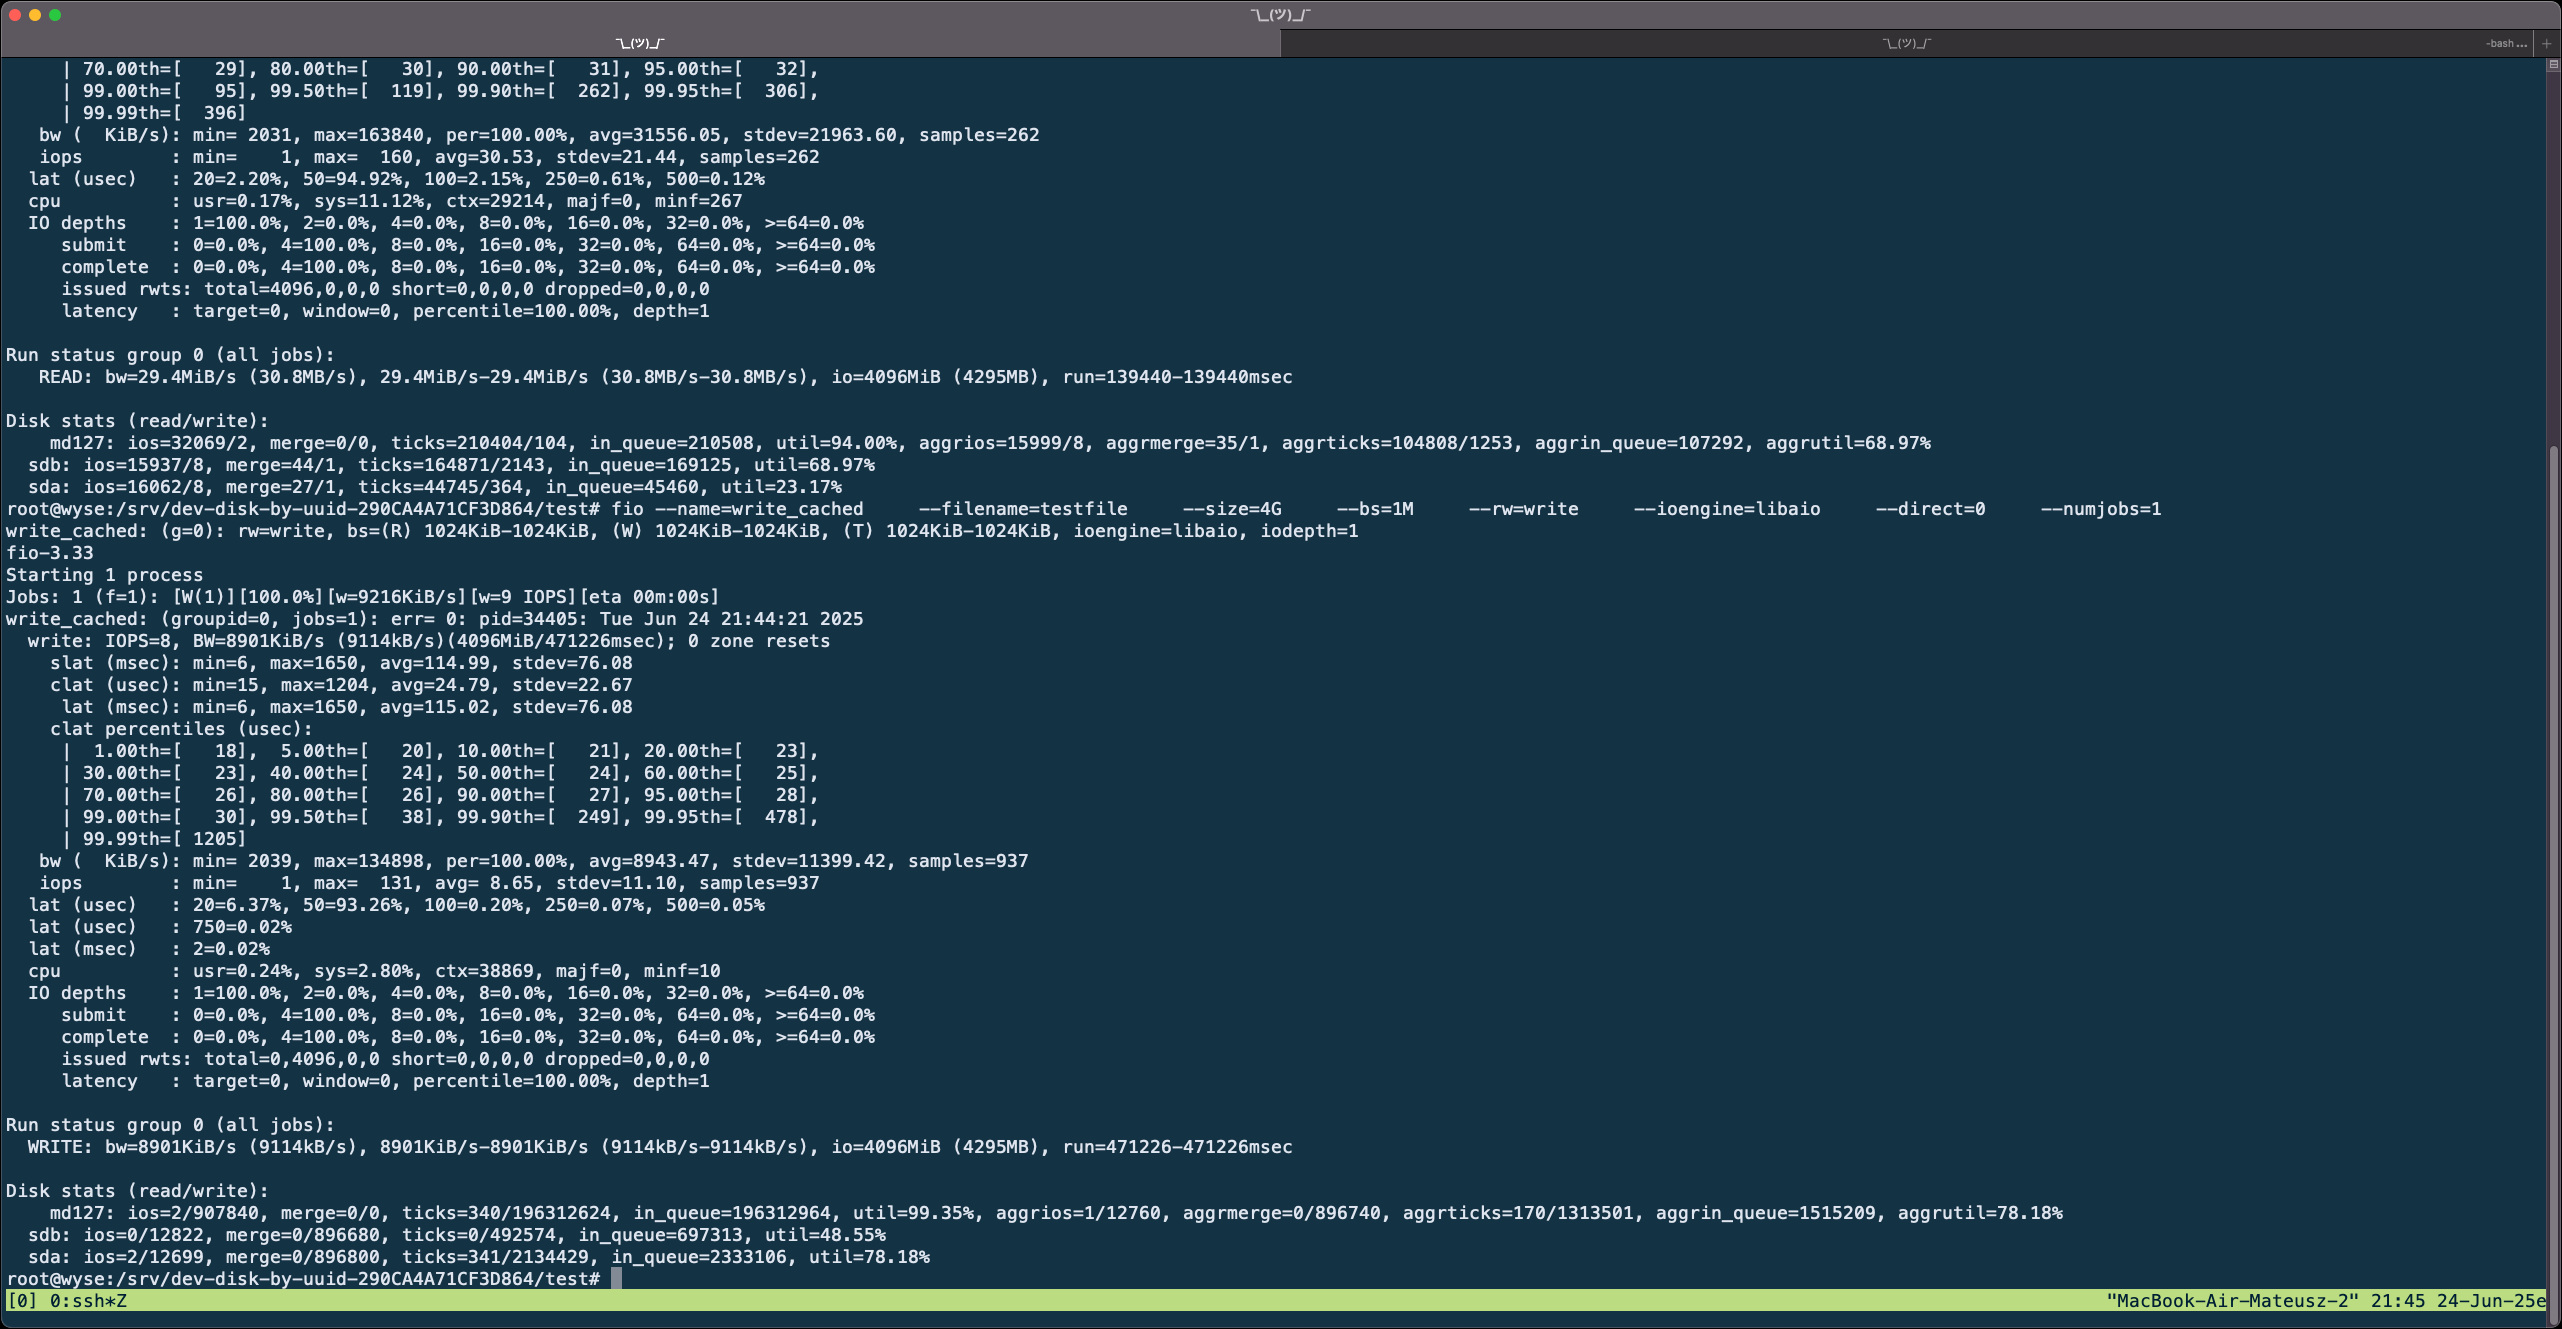 ¯\_(ツ)_/¯
¯\_(ツ)_/¯ ¯\_(ツ)_/¯ -bash … +
     | 70.00th=[   29], 80.00th=[   30], 90.00th=[   31], 95.00th=[   32],
     | 99.00th=[   95], 99.50th=[  119], 99.90th=[  262], 99.95th=[  306],
     | 99.99th=[  396]
   bw (  KiB/s): min= 2031, max=163840, per=100.00%, avg=31556.05, stdev=21963.60, samples=262
   iops        : min=    1, max=  160, avg=30.53, stdev=21.44, samples=262
  lat (usec)   : 20=2.20%, 50=94.92%, 100=2.15%, 250=0.61%, 500=0.12%
  cpu          : usr=0.17%, sys=11.12%, ctx=29214, majf=0, minf=267
  IO depths    : 1=100.0%, 2=0.0%, 4=0.0%, 8=0.0%, 16=0.0%, 32=0.0%, >=64=0.0%
     submit    : 0=0.0%, 4=100.0%, 8=0.0%, 16=0.0%, 32=0.0%, 64=0.0%, >=64=0.0%
     complete  : 0=0.0%, 4=100.0%, 8=0.0%, 16=0.0%, 32=0.0%, 64=0.0%, >=64=0.0%
     issued rwts: total=4096,0,0,0 short=0,0,0,0 dropped=0,0,0,0
     latency   : target=0, window=0, percentile=100.00%, depth=1
Run status group 0 (all jobs):
   READ: bw=29.4MiB/s (30.8MB/s), 29.4MiB/s-29.4MiB/s (30.8MB/s-30.8MB/s), io=4096MiB (4295MB), run=139440-139440msec
Disk stats (read/write):
    md127: ios=32069/2, merge=0/0, ticks=210404/104, in_queue=210508, util=94.00%, aggrios=15999/8, aggrmerge=35/1, aggrticks=104808/1253, aggrin_queue=107292, aggrutil=68.97%
  sdb: ios=15937/8, merge=44/1, ticks=164871/2143, in_queue=169125, util=68.97%
  sda: ios=16062/8, merge=27/1, ticks=44745/364, in_queue=45460, util=23.17%
root@wyse:/srv/dev-disk-by-uuid-290CA4A71CF3D864/test# fio --name=write_cached     --filename=testfile     --size=4G     --bs=1M     --rw=write     --ioengine=libaio     --direct=0     --numjobs=1
write_cached: (g=0): rw=write, bs=(R) 1024KiB-1024KiB, (W) 1024KiB-1024KiB, (T) 1024KiB-1024KiB, ioengine=libaio, iodepth=1
fio-3.33
Starting 1 process
Jobs: 1 (f=1): [W(1)][100.0%][w=9216KiB/s][w=9 IOPS][eta 00m:00s]
write_cached: (groupid=0, jobs=1): err= 0: pid=34405: Tue Jun 24 21:44:21 2025
  write: IOPS=8, BW=8901KiB/s (9114kB/s)(4096MiB/471226msec); 0 zone resets
    slat (msec): min=6, max=1650, avg=114.99, stdev=76.08
    clat (usec): min=15, max=1204, avg=24.79, stdev=22.67
     lat (msec): min=6, max=1650, avg=115.02, stdev=76.08
    clat percentiles (usec):
     |  1.00th=[   18],  5.00th=[   20], 10.00th=[   21], 20.00th=[   23],
     | 30.00th=[   23], 40.00th=[   24], 50.00th=[   24], 60.00th=[   25],
     | 70.00th=[   26], 80.00th=[   26], 90.00th=[   27], 95.00th=[   28],
     | 99.00th=[   30], 99.50th=[   38], 99.90th=[  249], 99.95th=[  478],
     | 99.99th=[ 1205]
   bw (  KiB/s): min= 2039, max=134898, per=100.00%, avg=8943.47, stdev=11399.42, samples=937
   iops        : min=    1, max=  131, avg= 8.65, stdev=11.10, samples=937
  lat (usec)   : 20=6.37%, 50=93.26%, 100=0.20%, 250=0.07%, 500=0.05%
  lat (usec)   : 750=0.02%
  lat (msec)   : 2=0.02%
  cpu          : usr=0.24%, sys=2.80%, ctx=38869, majf=0, minf=10
  IO depths    : 1=100.0%, 2=0.0%, 4=0.0%, 8=0.0%, 16=0.0%, 32=0.0%, >=64=0.0%
     submit    : 0=0.0%, 4=100.0%, 8=0.0%, 16=0.0%, 32=0.0%, 64=0.0%, >=64=0.0%
     complete  : 0=0.0%, 4=100.0%, 8=0.0%, 16=0.0%, 32=0.0%, 64=0.0%, >=64=0.0%
     issued rwts: total=0,4096,0,0 short=0,0,0,0 dropped=0,0,0,0
     latency   : target=0, window=0, percentile=100.00%, depth=1
Run status group 0 (all jobs):
  WRITE: bw=8901KiB/s (9114kB/s), 8901KiB/s-8901KiB/s (9114kB/s-9114kB/s), io=4096MiB (4295MB), run=471226-471226msec
Disk stats (read/write):
    md127: ios=2/907840, merge=0/0, ticks=340/196312624, in_queue=196312964, util=99.35%, aggrios=1/12760, aggrmerge=0/896740, aggrticks=170/1313501, aggrin_queue=1515209, aggrutil=78.18%
  sdb: ios=0/12822, merge=0/896680, ticks=0/492574, in_queue=697313, util=48.55%
  sda: ios=2/12699, merge=0/896800, ticks=341/2134429, in_queue=2333106, util=78.18%
root@wyse:/srv/dev-disk-by-uuid-290CA4A71CF3D864/test#
[0] 0:ssh*Z "MacBook-Air-Mateusz-2" 21:45 24-Jun-25e